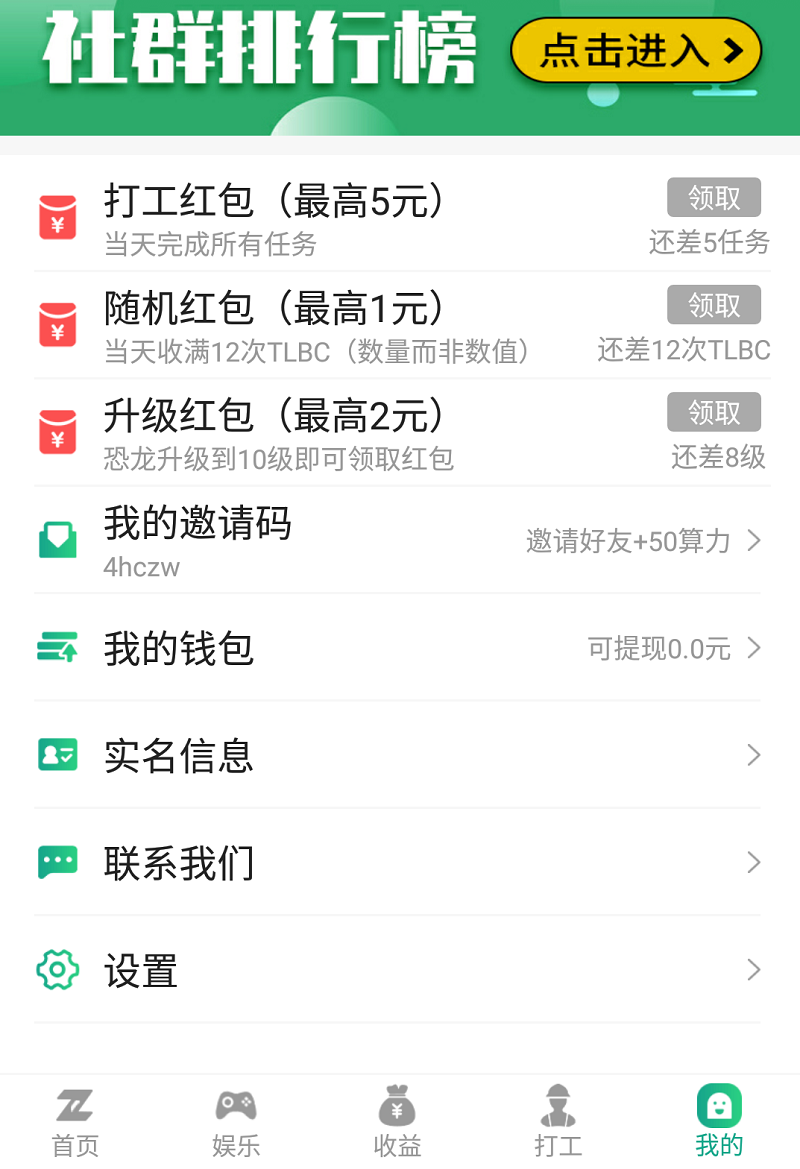 社群排行榜
点击进入
打工红包（最高5元）
领取
当天完成所有任务
还差5任务
随机红包（最高1元）
领取
当天收满12次TLBC（数量而非数值）
还差12次TLBC
升级红包（最高2元）
领取
恐龙升级到10级即可领取红包
还差8级
我的邀请码
4hczw
邀请好友+50算力
我的钱包
可提现0.0元
实名信息
联系我们
设置
首页
娱乐
收益
打工
我的